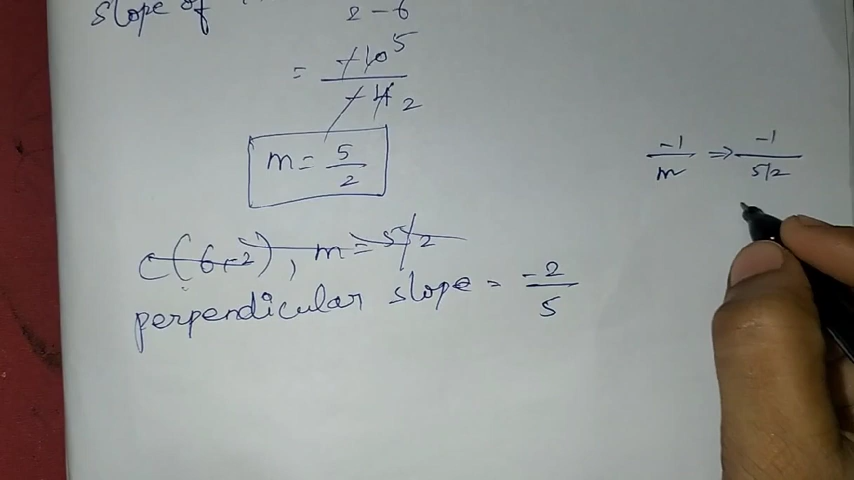 Slope of
2 - 6
= -10 5
-4 2
m = 5/2
-1/m ⇒ -1/5/2
C(6,-2), m = 5/2
perpendicular slope = -2/5